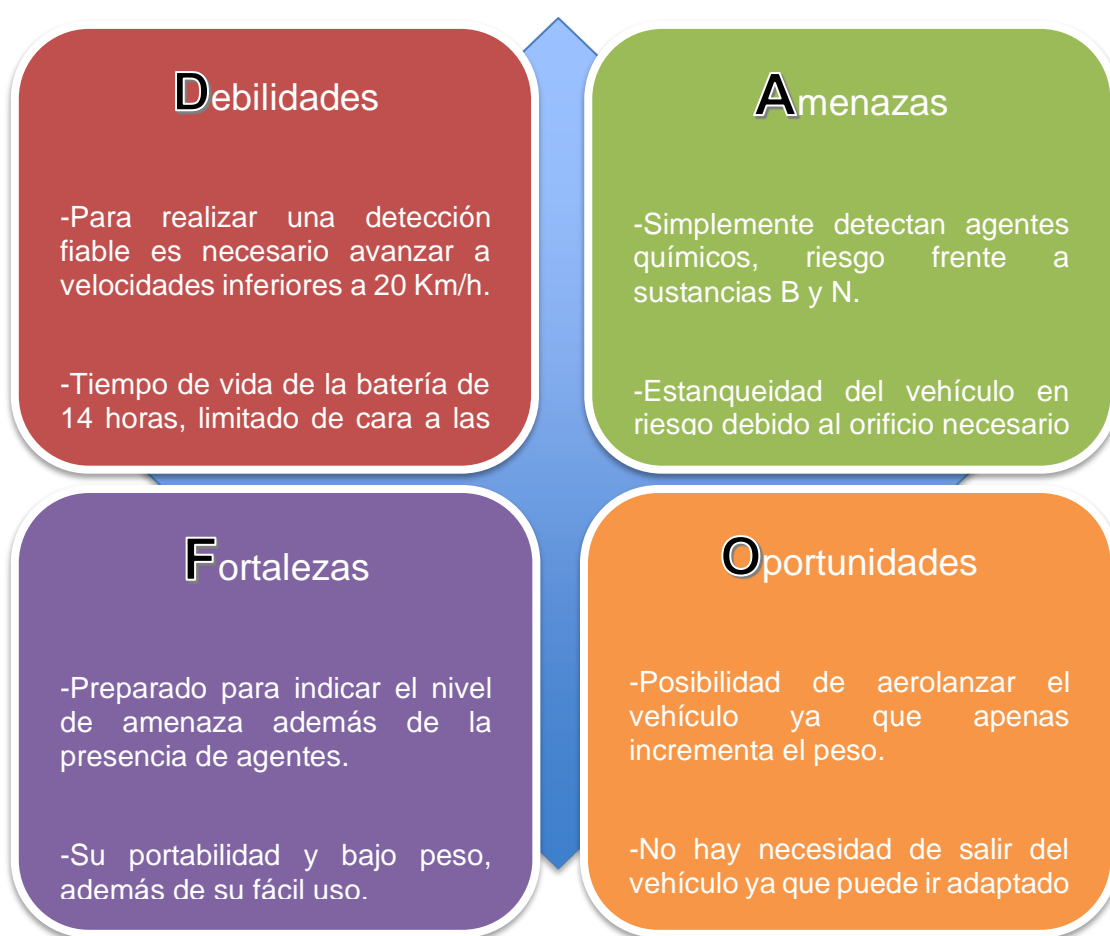 Debilidades
-Para realizar una detección
fiable es necesario avanzar a
velocidades inferiores a 20 Km/h.
-Tiempo de vida de la batería de
14 horas, limitado de cara a las
Amenazas
-Simplemente detectan agentes
químicos, riesgo frente a
sustancias B y N.
-Estanqueidad del vehículo en
riesgo debido al orificio necesario
Fortalezas
-Preparado para indicar el nivel
de amenaza además de la
presencia de agentes.
-Su portabilidad y bajo peso,
además de su fácil uso.
Oportunidades
-Posibilidad de aerolanzar el
vehículo ya que apenas
incrementa el peso.
-No hay necesidad de salir del
vehículo ya que puede ir adaptado